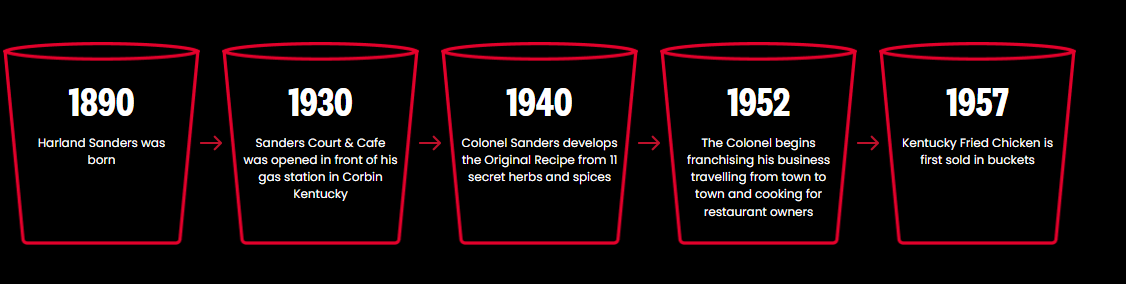 1890
Harland Sanders was
born
1930
Sanders Court & Cafe
was opened in front of his
gas station in Corbin
Kentucky
1940
Colonel Sanders develops
the Original Recipe from 11
secret herbs and spices
1952
The Colonel begins
franchising his business
travelling from town to
town and cooking for
restaurant owners
1957
Kentucky Fried Chicken is
first sold in buckets